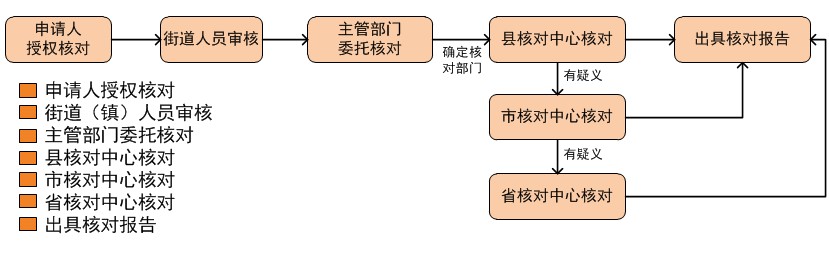 申请人
授权核对
街道人员审核
主管部门
委托核对
确定核
对部门
县核对中心核对
出具核对报告
有疑义
市核对中心核对
有疑义
省核对中心核对
申请人授权核对
街道（镇）人员审核
主管部门委托核对
县核对中心核对
市核对中心核对
省核对中心核对
出具核对报告